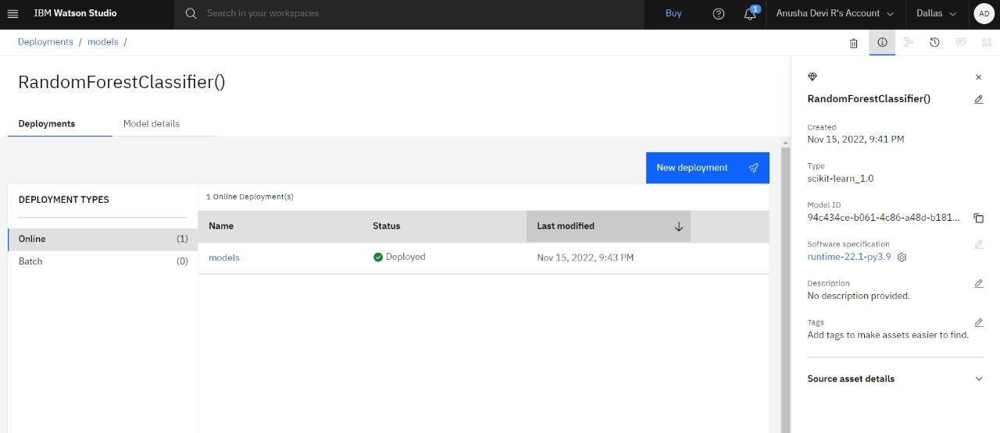 IBM Watson Studio
Search in your workspaces
Buy
1
Anusha Devi R's Account
Dallas
AD
Deployments / models /
RandomForestClassifier()
Deployments
Model details
New deployment
DEPLOYMENT TYPES
Online (1)
Batch (0)
1 Online Deployment(s)
Name Status Last modified
models Deployed Nov 15, 2022, 9:43 PM
RandomForestClassifier()
Created
Nov 15, 2022, 9:41 PM
Type
scikit-learn_1.0
Model ID
94c434ce-b061-4c86-a48d-b181...
Software specification
runtime-22.1-py3.9
Description
No description provided.
Tags
Add tags to make assets easier to find.
Source asset details